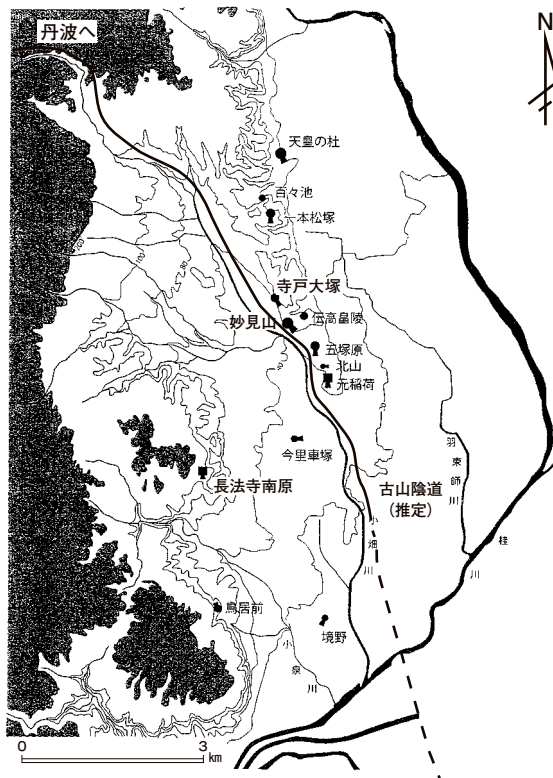 丹波へ
N
天皇の杜
百々池
一本松塚
寺戸大塚
伝高畠陵
妙見山
五塚原
北山
元稲荷
今里車塚
長法寺南原
古山陰道
(推定)
羽束師川
桂川
小畑川
鳥居前
境野
小泉川
0 3
km